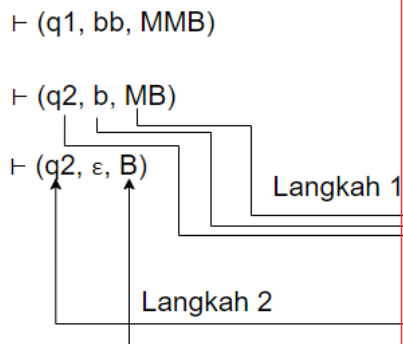 ⊢ (q1, bb, MMB)
⊢ (q2, b, MB)
⊢ (q2, ε, B)
Langkah 1
Langkah 2